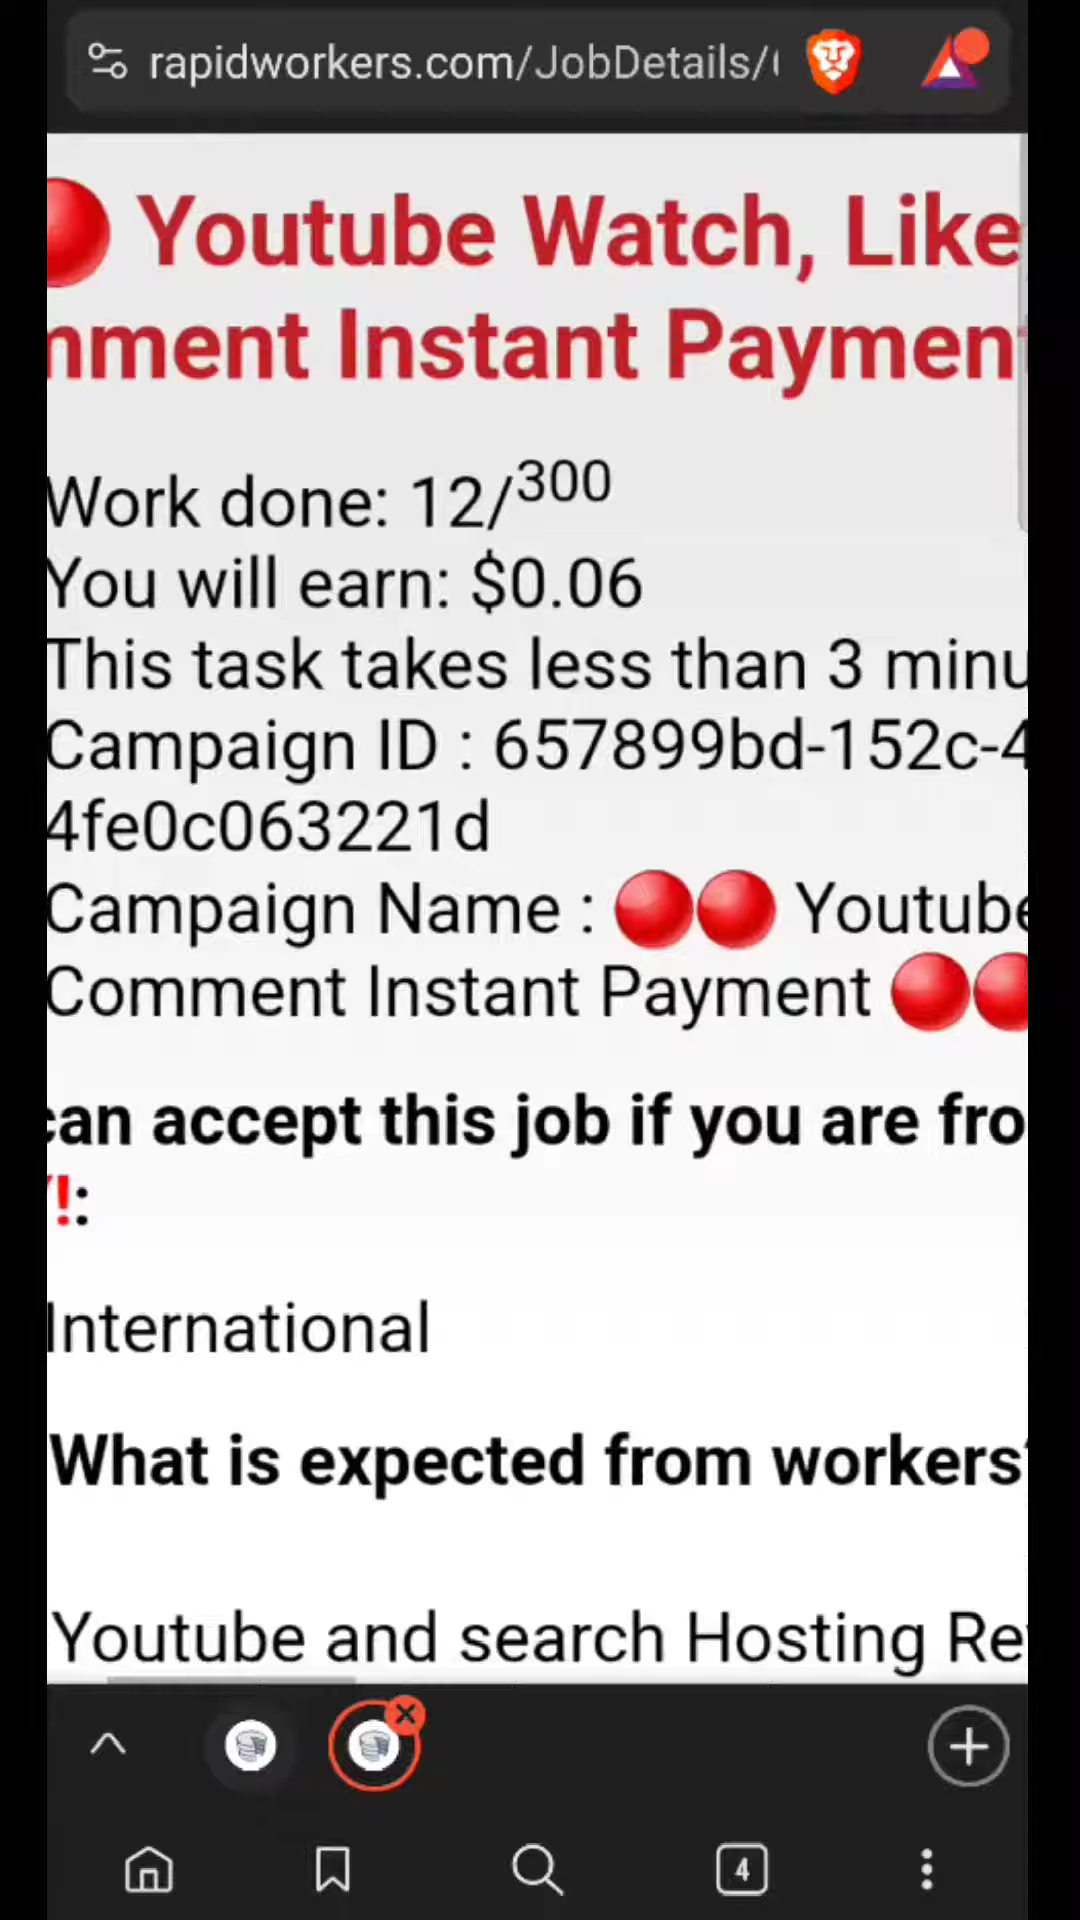 rapidworkers.com/JobDetails/
Youtube Watch, Like
mment Instant Payment
Work done: 12/300
You will earn: $0.06
This task takes less than 3 minu
Campaign ID : 657899bd-152c-4
4fe0c063221d
Campaign Name : 🔴🔴 Youtube
Comment Instant Payment 🔴🔴
can accept this job if you are fro
!:
International
What is expected from workers?
Youtube and search Hosting Re
4